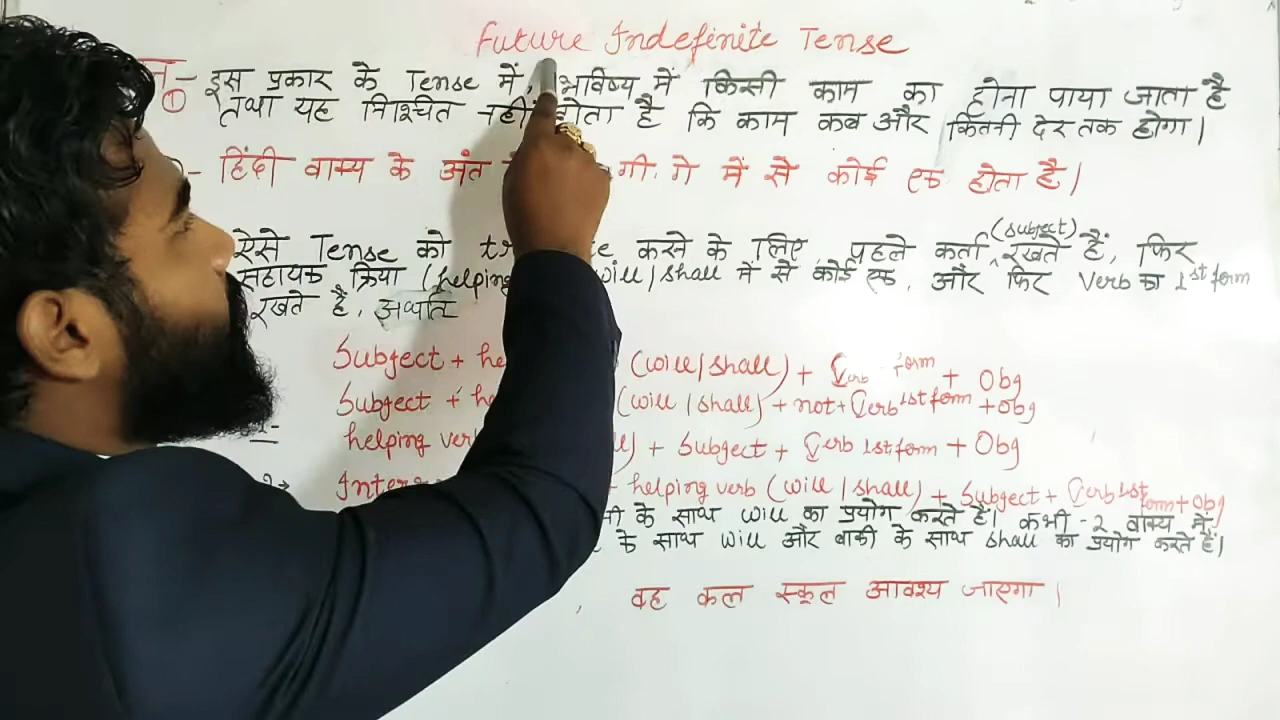 Future Indefinite Tense
① - इस प्रकार के Tense में, भविष्य में किसी काम का होना पाया जाता है
तथा यह निश्चित नहीं होता है कि काम कब और कितनी देर तक होगा।
- हिंदी वाक्य के अंत गी, गे में से कोई एक होता है।
ऐसे Tense को करने के लिए, पहले कर्ता (subject) रखते हैं, फिर
सहायक क्रिया (helping will/shall में से कोई एक, और फिर Verb का 1st form
रखते हैं, अर्थात
Subject + (will/shall) + Verb form + Obj
Subject + (will/shall) + not + Verb 1st form + Obj
helping + Subject + Verb 1st form + Obj
+ helping verb (will/shall) + Subject + Verb 1st form + Obj
के साथ will का प्रयोग करते हैं। कभी-2 वाक्य में
के साथ will और बाकी के साथ shall का प्रयोग करते हैं।
वह कल स्कूल आवश्य जाएगा।